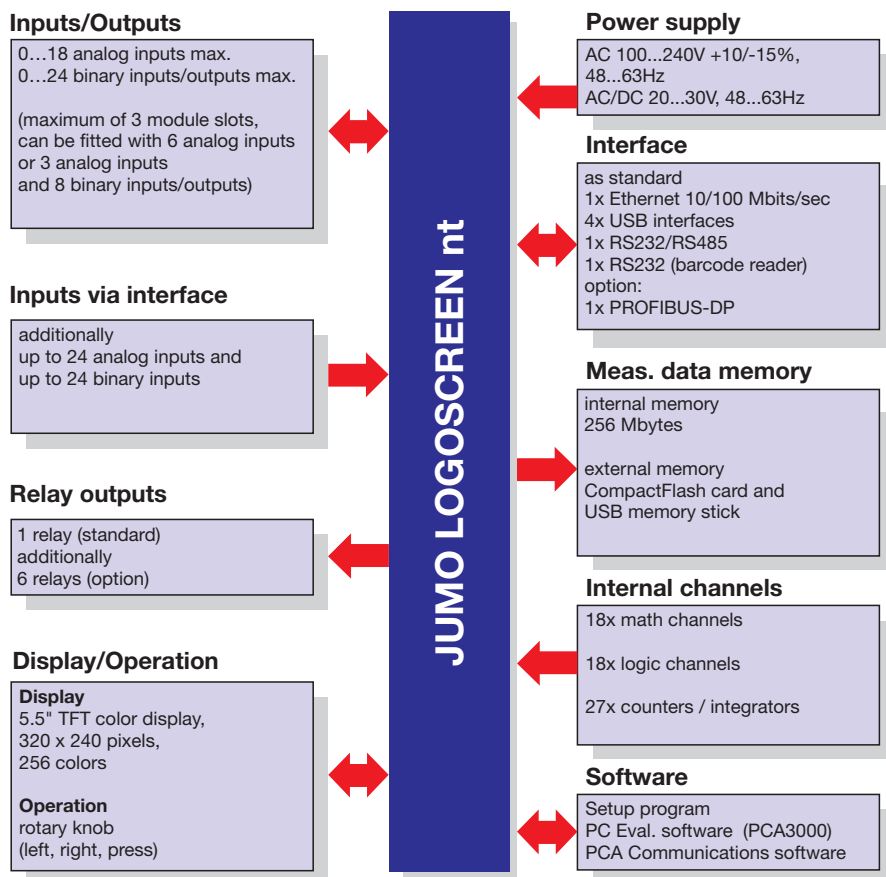 Inputs/Outputs
0...18 analog inputs max.
0...24 binary inputs/outputs max.
(maximum of 3 module slots,
can be fitted with 6 analog inputs
or 3 analog inputs
and 8 binary inputs/outputs)
Inputs via interface
additionally
up to 24 analog inputs and
up to 24 binary inputs
Relay outputs
1 relay (standard)
additionally
6 relays (option)
Display/Operation
Display
5.5" TFT color display,
320 x 240 pixels,
256 colors
Operation
rotary knob
(left, right, press)
JUMO LOGOSCREEN nt
Power supply
AC 100...240V +10/-15%,
48...63Hz
AC/DC 20...30V, 48...63Hz
Interface
as standard
1x Ethernet 10/100 Mbits/sec
4x USB interfaces
1x RS232/RS485
1x RS232 (barcode reader)
option:
1x PROFIBUS-DP
Meas. data memory
internal memory
256 Mbytes
external memory
CompactFlash card and
USB memory stick
Internal channels
18x math channels
18x logic channels
27x counters / integrators
Software
Setup program
PC Eval. software (PCA3000)
PCA Communications software